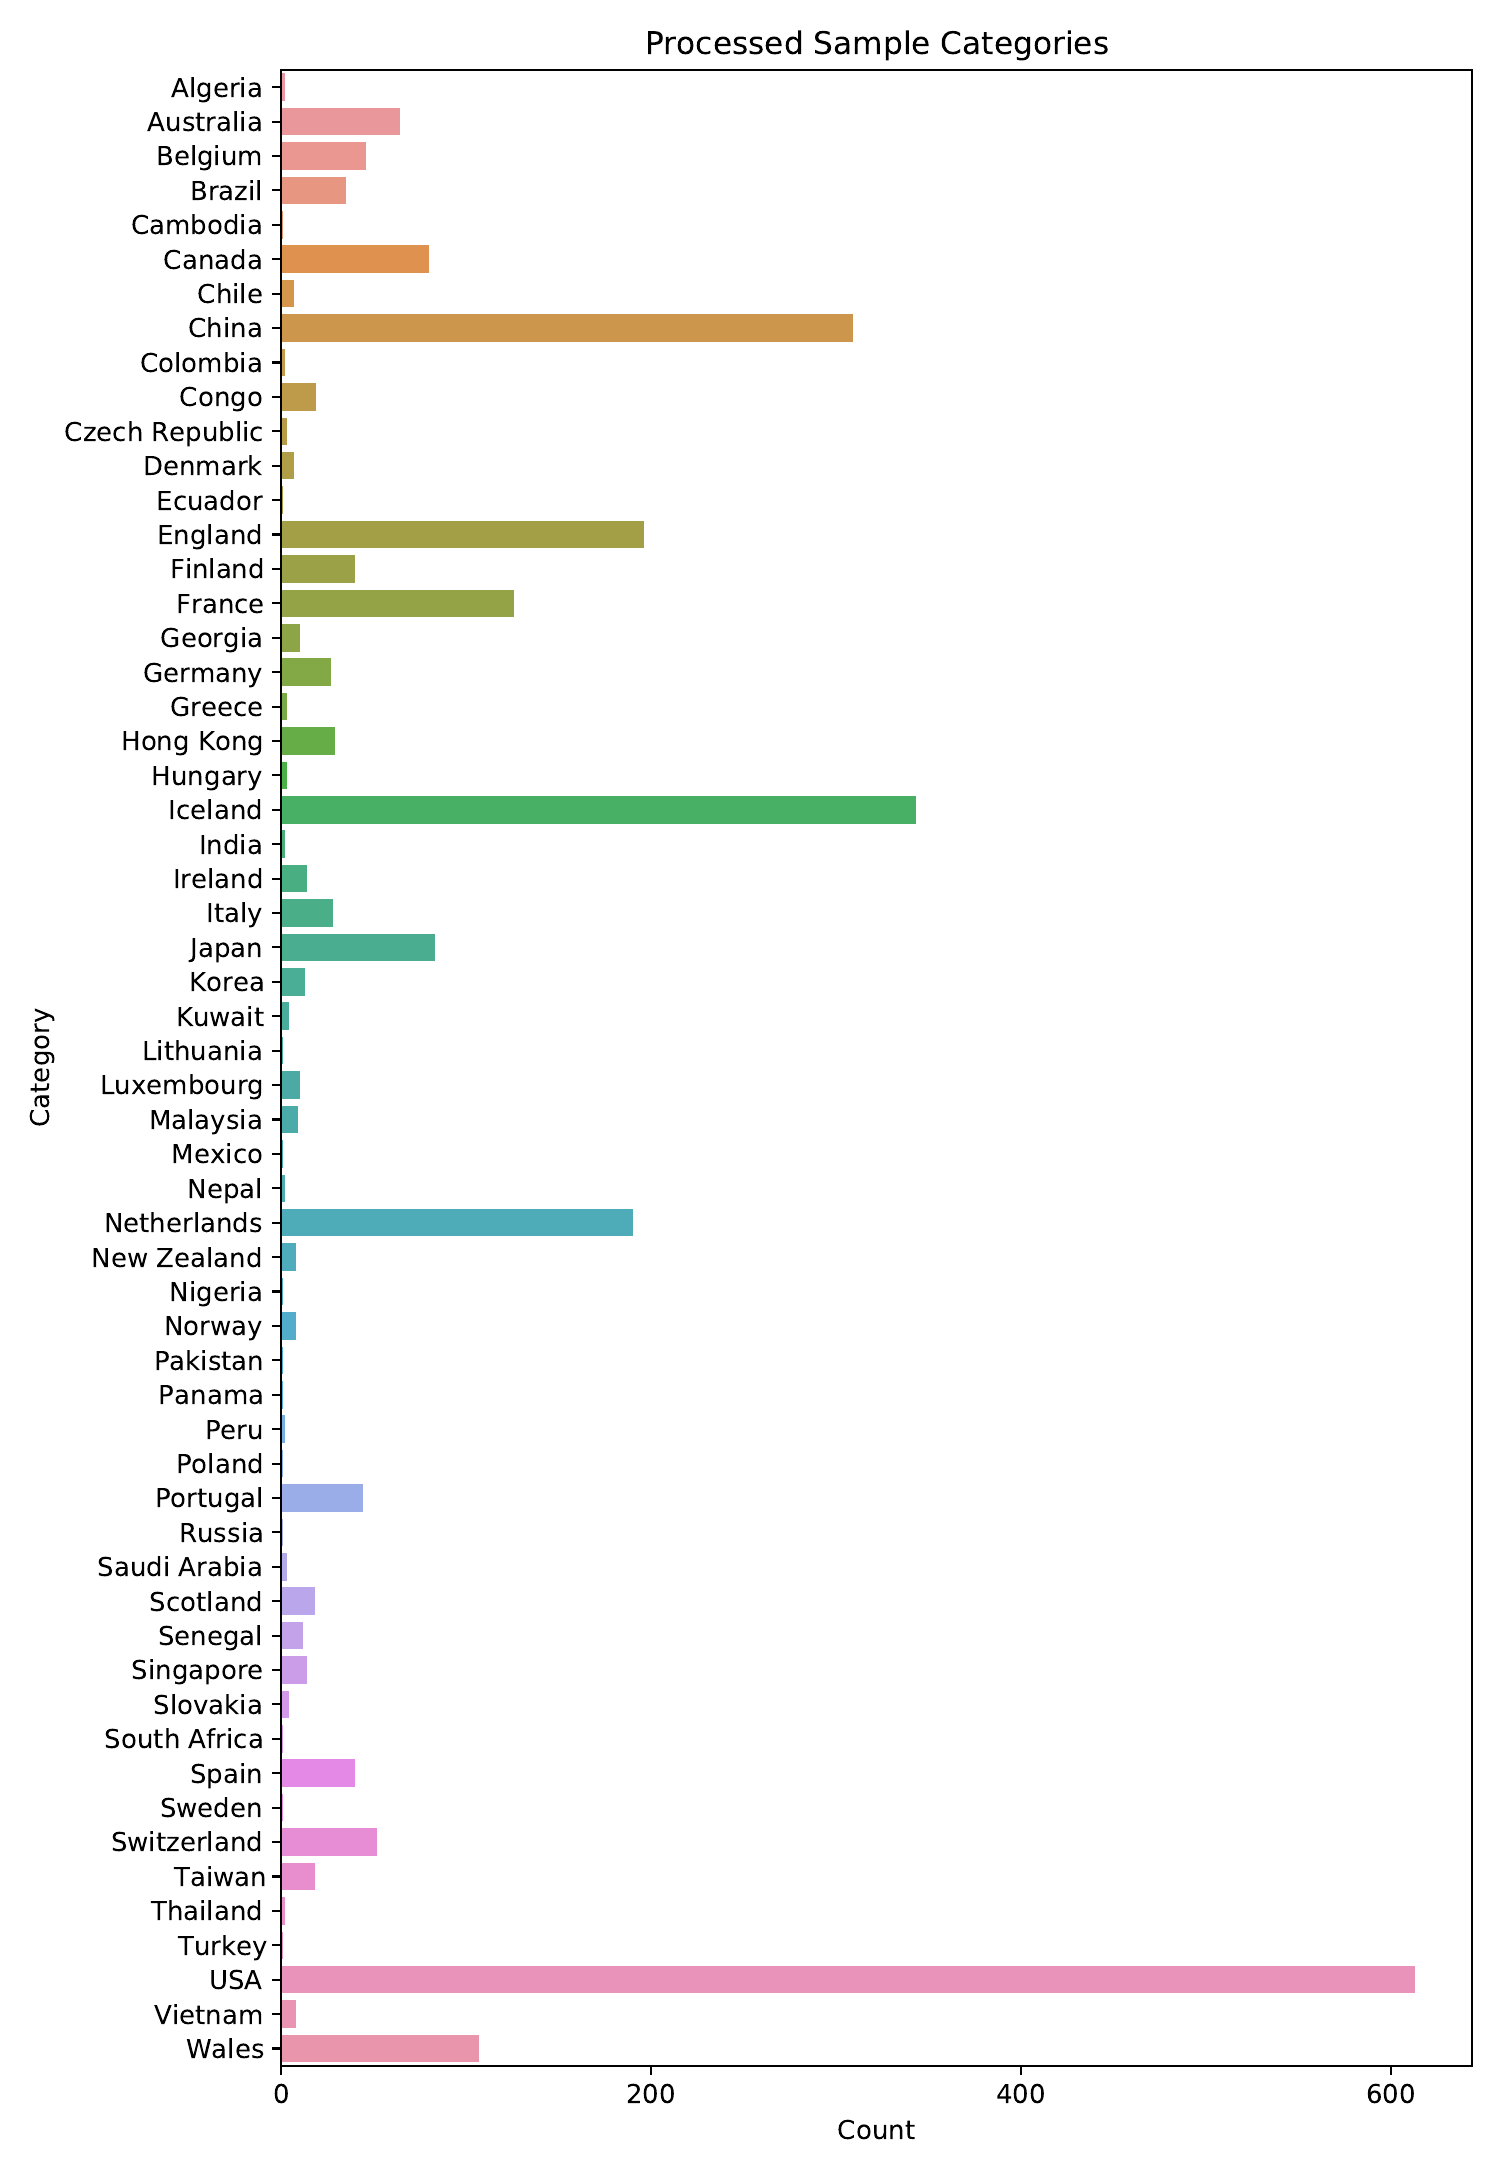 Processed Sample Categories
Algeria
Australia
Belgium
Brazil
Cambodia
Canada
Chile
China
Colombia
Congo
Czech Republic
Denmark
Ecuador
England
Finland
France
Georgia
Germany
Greece
Hong Kong
Hungary
Iceland
India
Ireland
Italy
Japan
Korea
Kuwait
Lithuania
Luxembourg
Malaysia
Mexico
Nepal
Netherlands
New Zealand
Nigeria
Norway
Pakistan
Panama
Peru
Poland
Portugal
Russia
Saudi Arabia
Scotland
Senegal
Singapore
Slovakia
South Africa
Spain
Sweden
Switzerland
Taiwan
Thailand
Turkey
USA
Vietnam
Wales
Category
0 200 400 600
Count